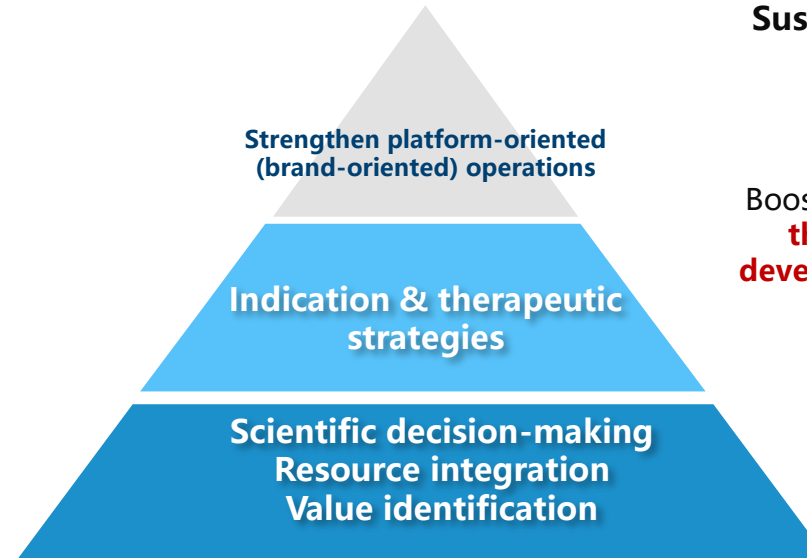 Strengthen platform-oriented
(brand-oriented) operations
Indication & therapeutic
strategies
Scientific decision-making
Resource integration
Value identification